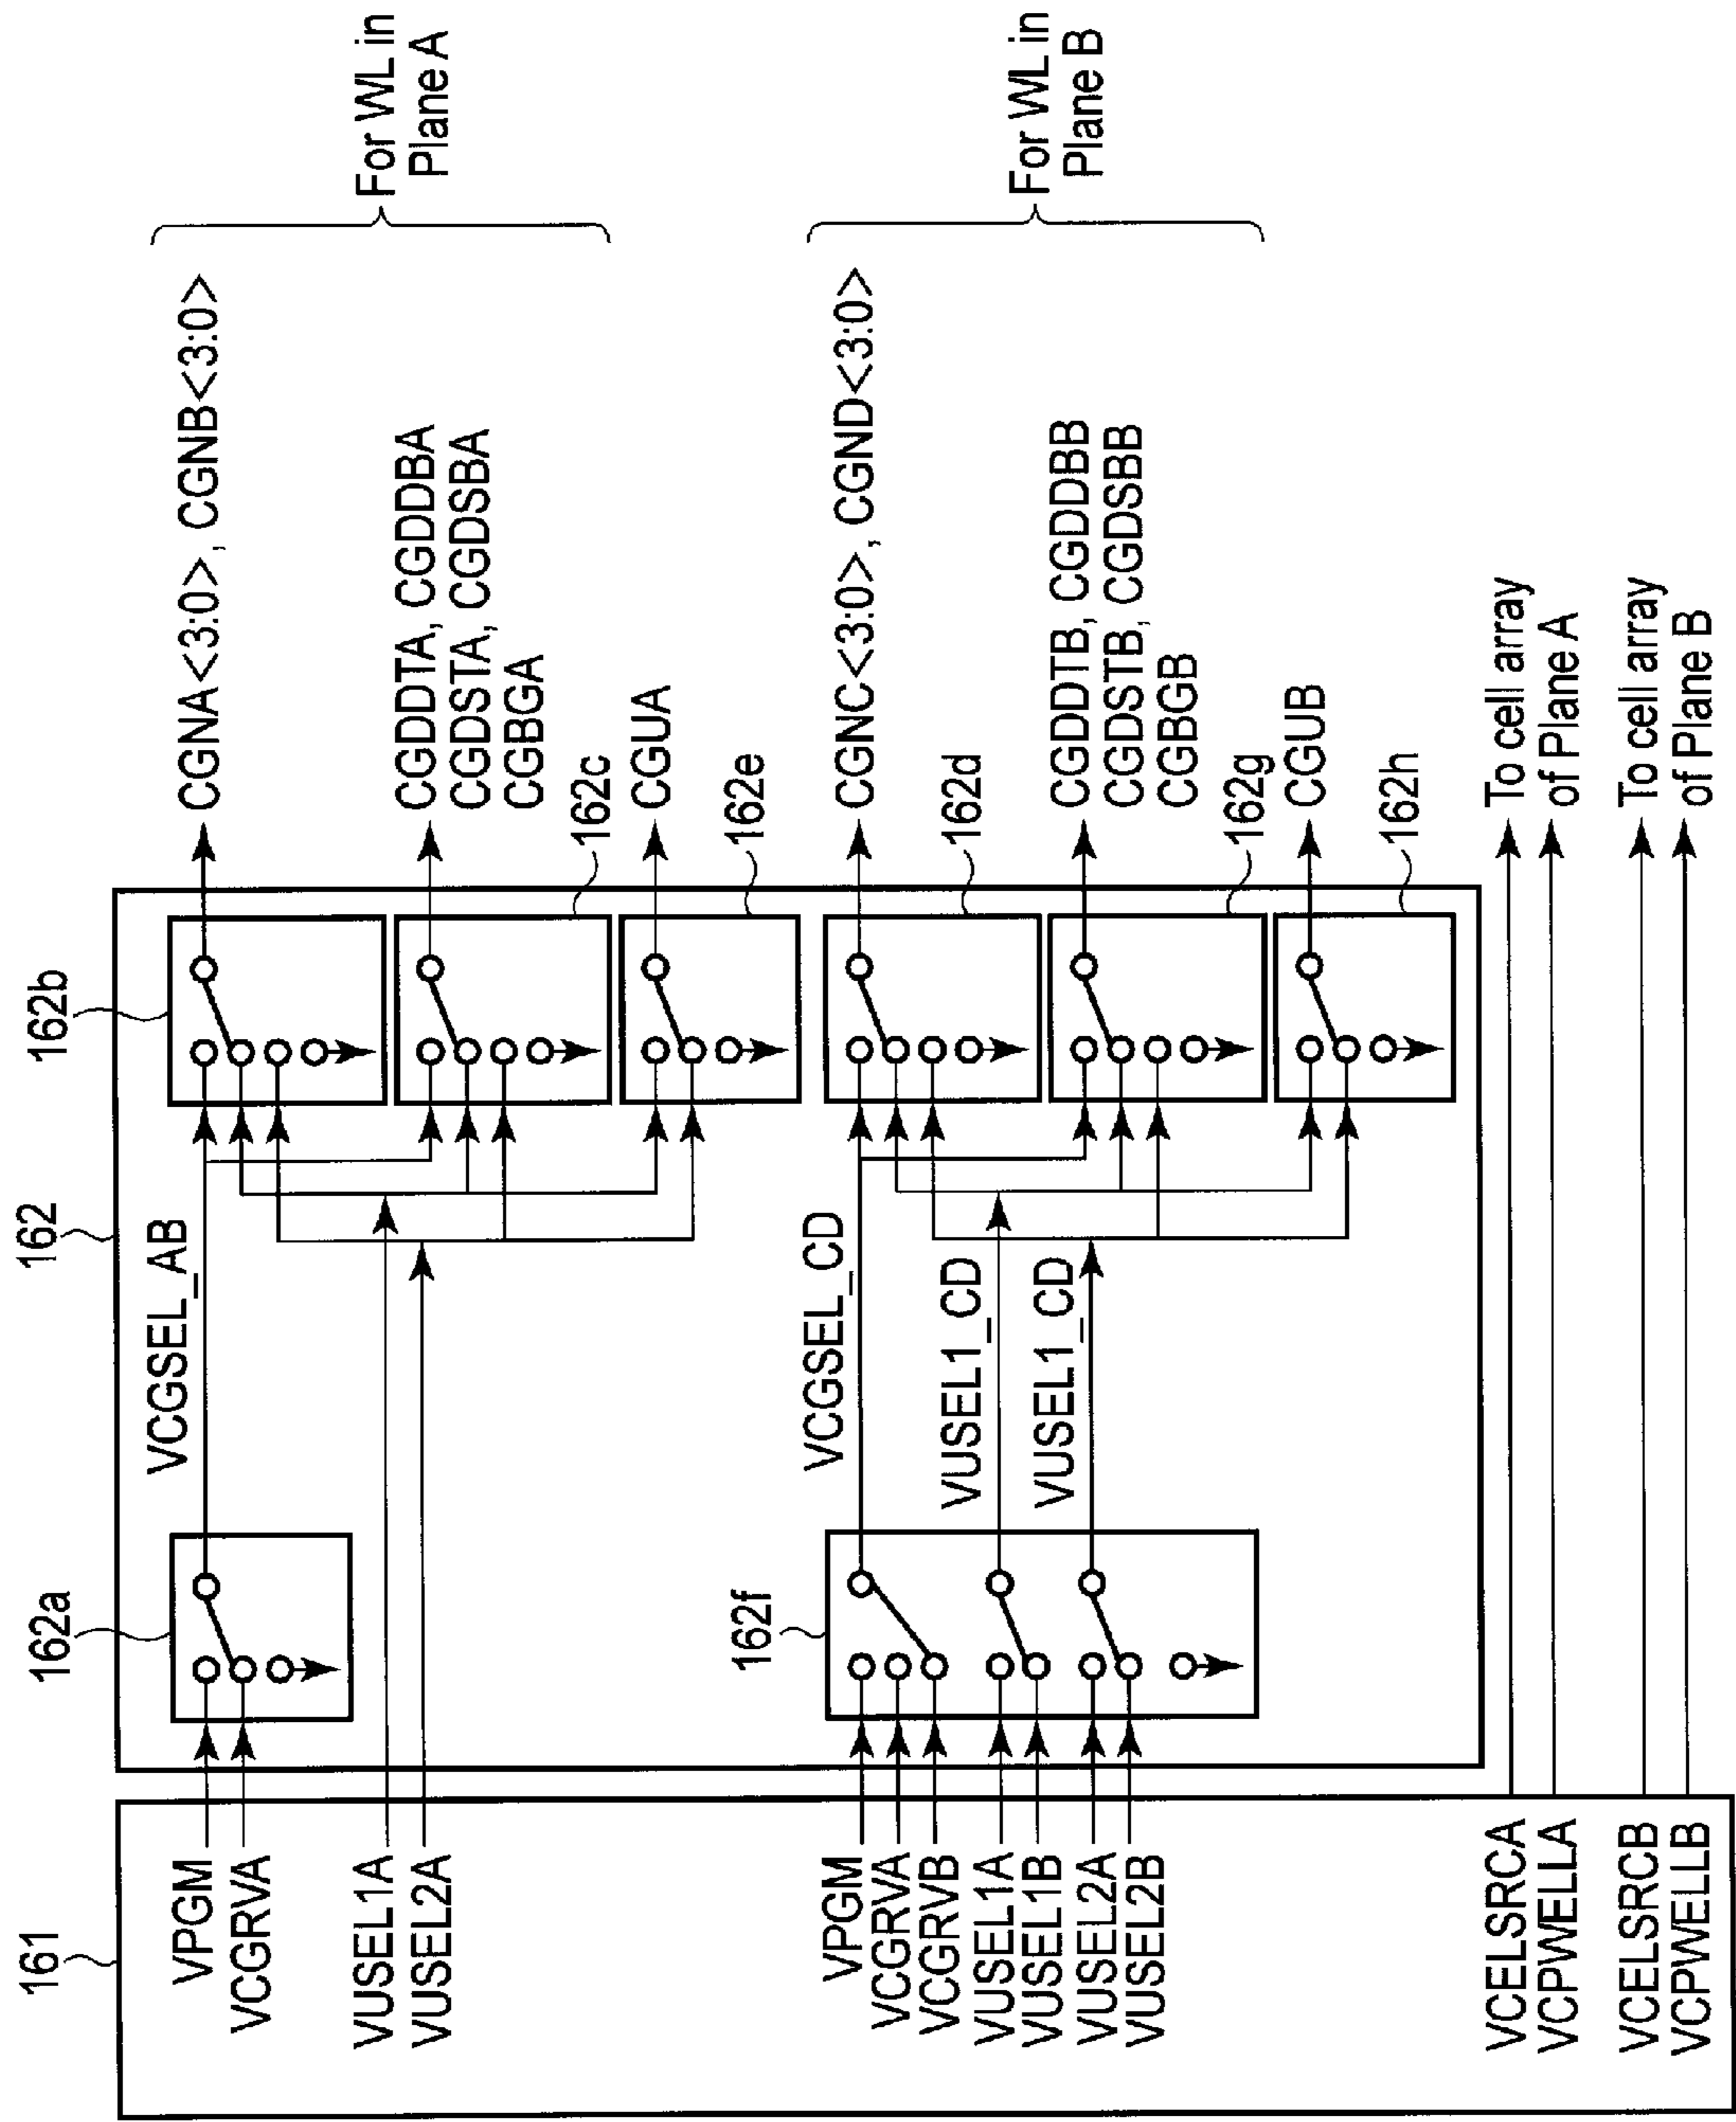 161
VPGM
VCGRVA
VUSEL1A
VUSEL2A
VPGM
VCGRVA
VCGRVB
VUSEL1A
VUSEL1B
VUSEL2A
VUSEL2B
VCELSRCA
VCPWELLA
VCELSRCB
VCPWELLB
162
162a
162f
VCGSEL_AB
VCGSEL_CD
VUSEL1_CD
VUSEL1_CD
162b
162c
162e
162d
162g
162h
CGNA<3:0>, CGNB<3:0>
CGDDTA, CGDDBA
CGDSTA, CGDSBA
CGBGA
CGUA
CGNC<3:0>, CGND<3:0>
CGDDTB, CGDDBB
CGDSTB, CGDSBB
CGBGB
CGUB
To cell array
of Plane A
To cell array
of Plane B
For WL in
Plane A
For WL in
Plane B